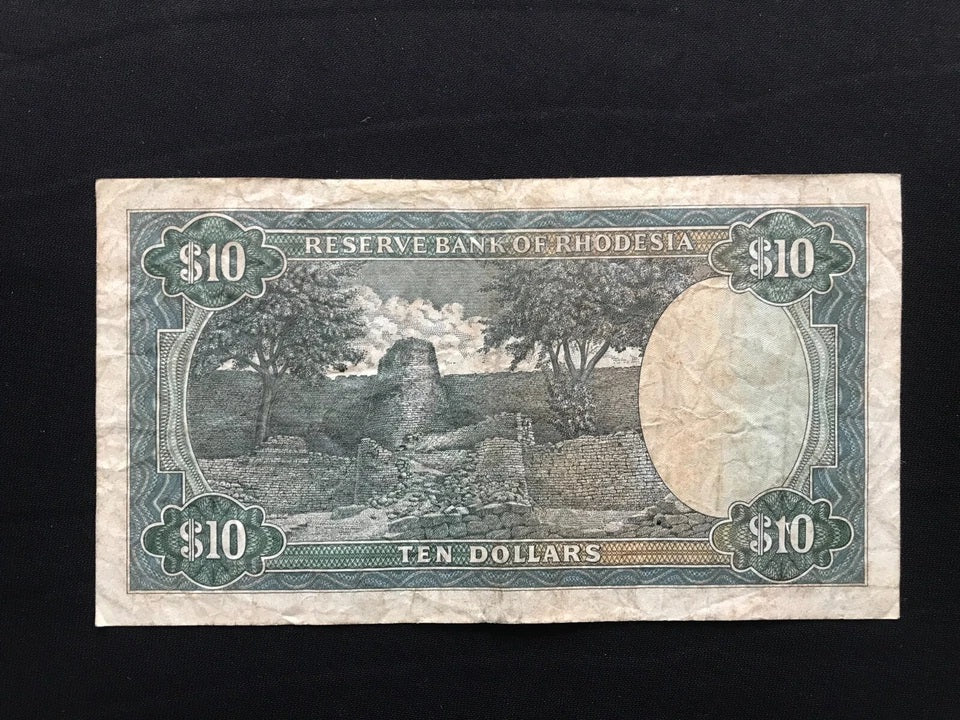 $10 RESERVE BANK OF RHODESIA $10
$10 TEN DOLLARS $10